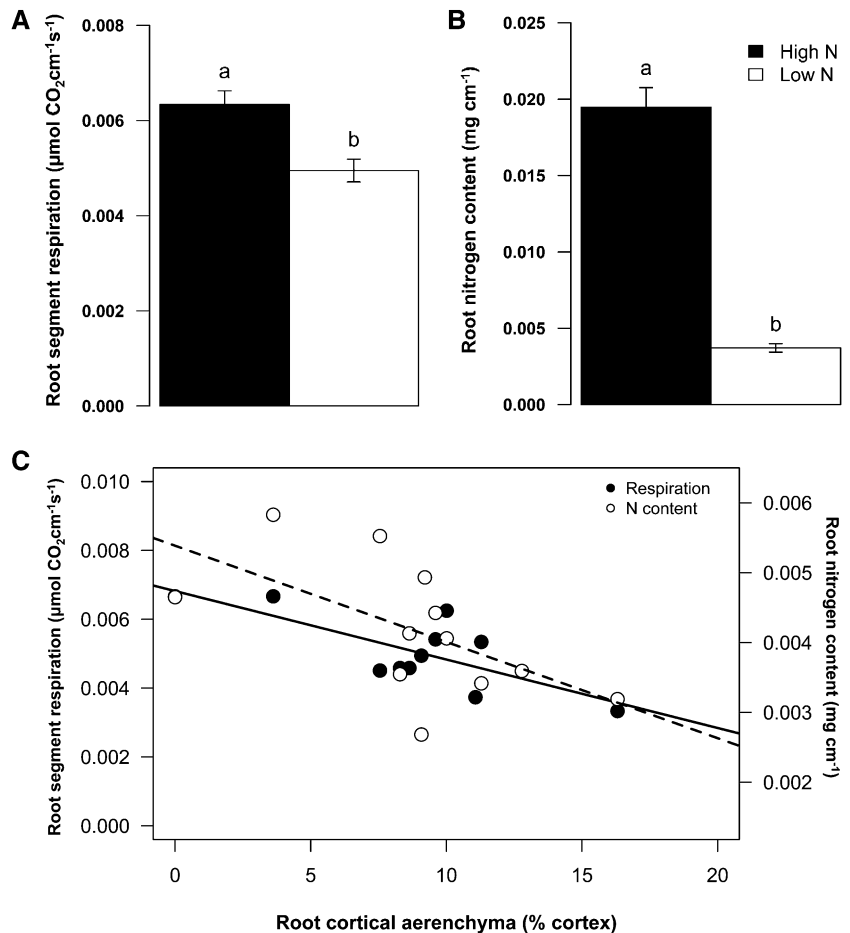 A
Root segment respiration (µmol CO₂cm⁻¹s⁻¹)
0.008
0.006
0.004
0.002
0.000
a
b
B
Root nitrogen content (mg cm⁻¹)
0.025
0.020
0.015
0.010
0.005
0.000
a
b
High N
Low N
C
Root segment respiration (µmol CO₂cm⁻¹s⁻¹)
0.010
0.008
0.006
0.004
0.002
0.000
Respiration
N content
0.006
0.005
0.004
0.003
0.002
Root nitrogen content (mg cm⁻¹)
0 5 10 15 20
Root cortical aerenchyma (% cortex)